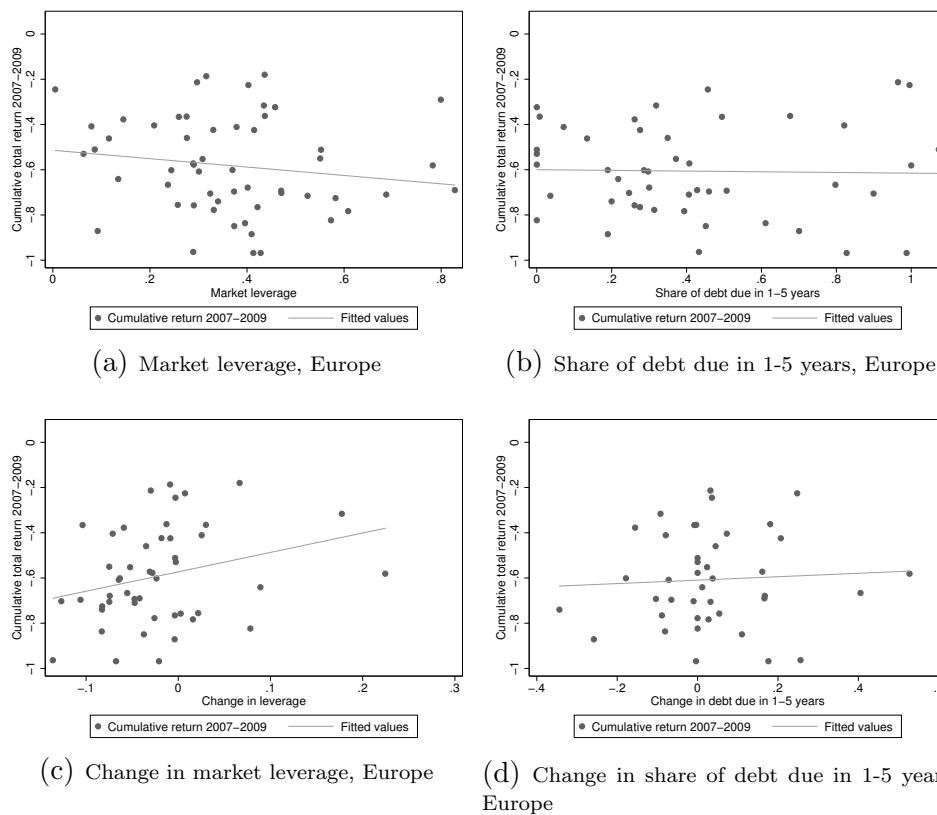 Cumulative total return 2007−2009
0
−.2
−.4
−.6
−.8
−1
0
.2
.4
.6
.8
Market leverage
Cumulative return 2007−2009
Fitted values
(a) Market leverage, Europe
Cumulative total return 2007−2009
0
−.2
−.4
−.6
−.8
−1
0
.2
.4
.6
.8
1
Share of debt due in 1−5 years
Cumulative return 2007−2009
Fitted values
(b) Share of debt due in 1-5 years, Europe
Cumulative total return 2007−2009
0
−.2
−.4
−.6
−.8
−1
−.1
0
.1
.2
.3
Change in leverage
Cumulative return 2007−2009
Fitted values
(c) Change in market leverage, Europe
Cumulative total return 2007−2009
0
−.2
−.4
−.6
−.8
−1
−.4
−.2
0
.2
.4
Change in debt due in 1−5 years
Cumulative return 2007−2009
Fitted values
(d) Change in share of debt due in 1-5 year
Europe